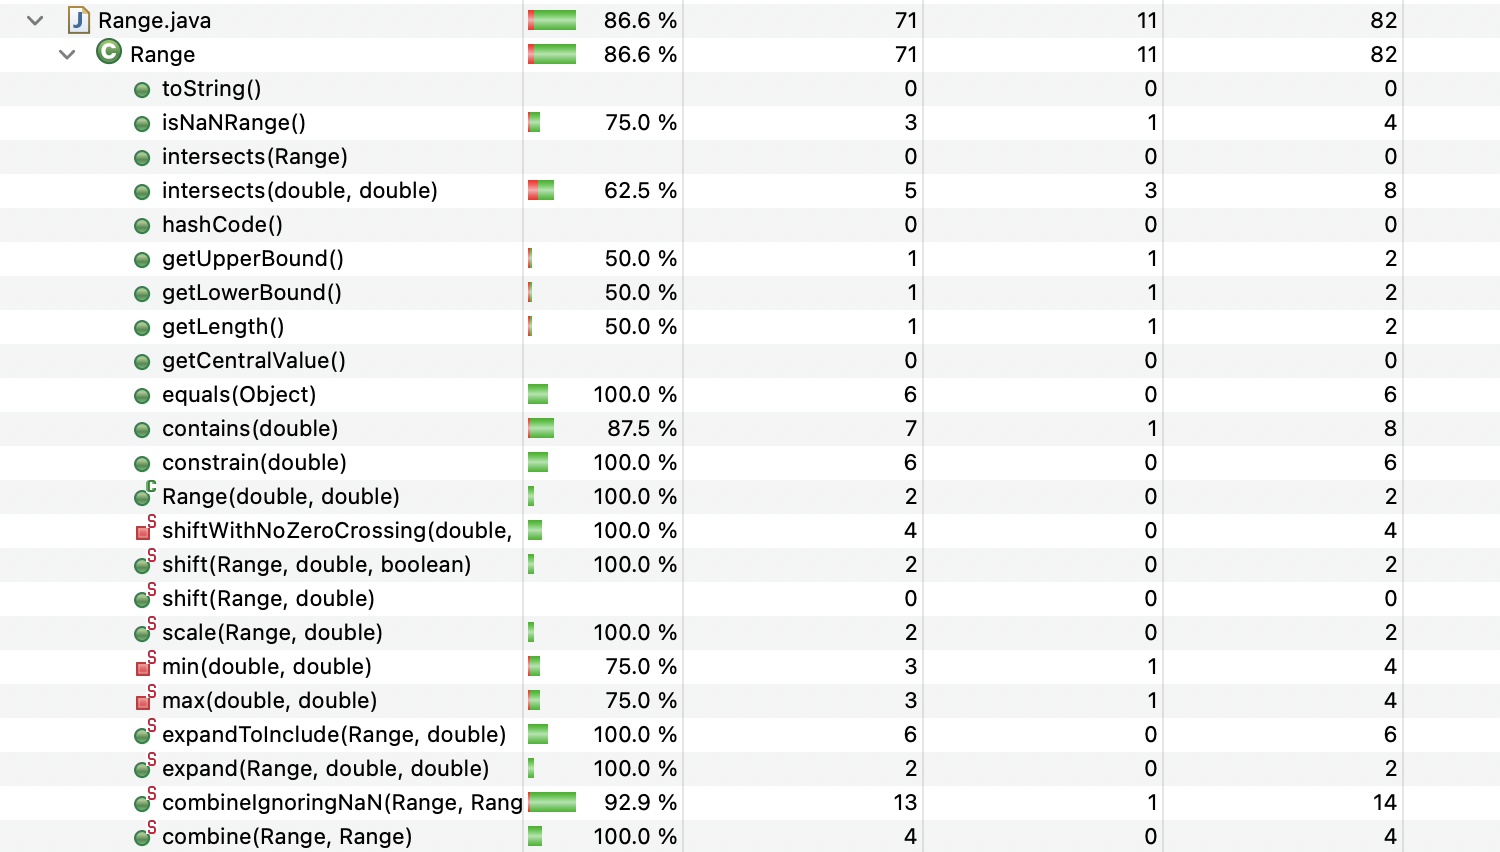 J Range.java 86.6 % 71 11 82
C Range 86.6 % 71 11 82
toString() 0 0 0
isNaNRange() 75.0 % 3 1 4
intersects(Range) 0 0 0
intersects(double, double) 62.5 % 5 3 8
hashCode() 0 0 0
getUpperBound() 50.0 % 1 1 2
getLowerBound() 50.0 % 1 1 2
getLength() 50.0 % 1 1 2
getCentralValue() 0 0 0
equals(Object) 100.0 % 6 0 6
contains(double) 87.5 % 7 1 8
constrain(double) 100.0 % 6 0 6
C Range(double, double) 100.0 % 2 0 2
S shiftWithNoZeroCrossing(double, 100.0 % 4 0 4
S shift(Range, double, boolean) 100.0 % 2 0 2
S shift(Range, double) 0 0 0
S scale(Range, double) 100.0 % 2 0 2
S min(double, double) 75.0 % 3 1 4
S max(double, double) 75.0 % 3 1 4
S expandToInclude(Range, double) 100.0 % 6 0 6
S expand(Range, double, double) 100.0 % 2 0 2
S combineIgnoringNaN(Range, Rang 92.9 % 13 1 14
S combine(Range, Range) 100.0 % 4 0 4